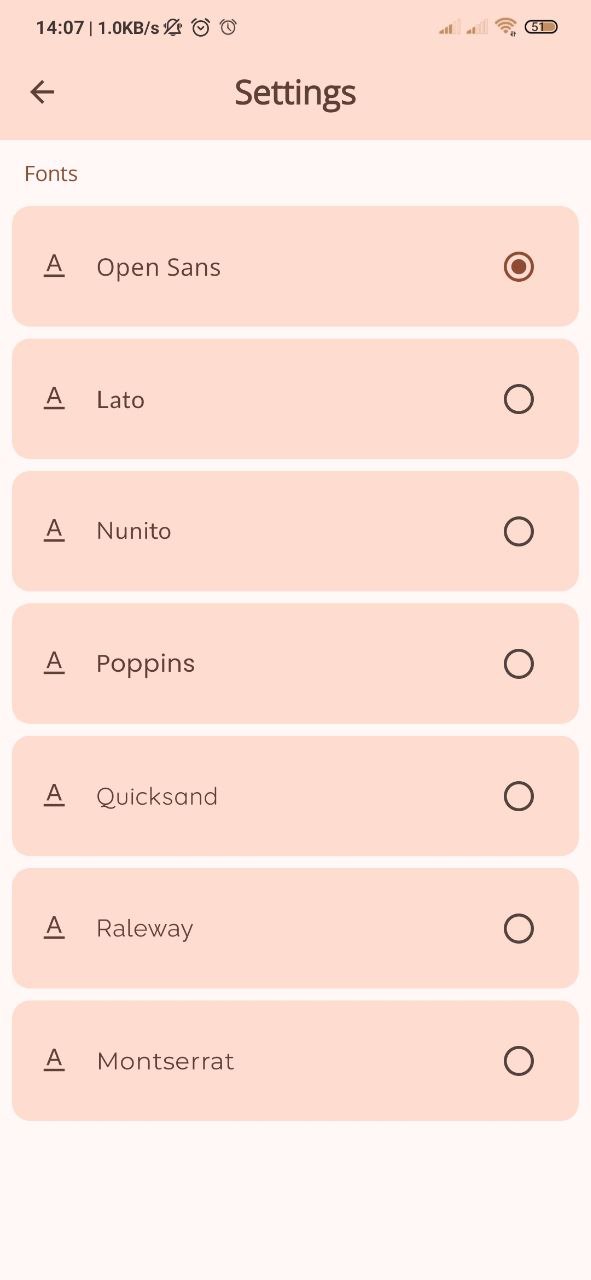 14:07 | 1.0KB/s
51
Settings
Fonts
A Open Sans
A Lato
A Nunito
A Poppins
A Quicksand
A Raleway
A Montserrat